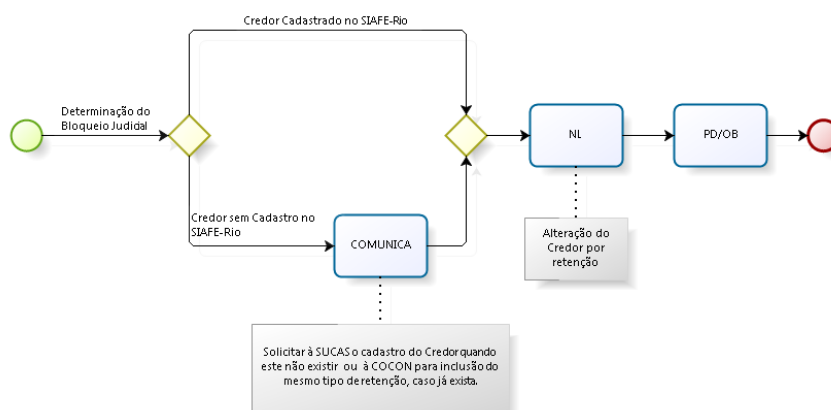 Credor Cadastrado no SIAFE-Rio
Determinação do
Bloqueio Judicial
NL
PD/OB
Credor sem Cadastro no
SIAFE-Rio
COMUNICA
Alteração do
Credor por
retenção
Solicitar à SUCAS o cadastro do Credor quando
este não existir ou à COCON para inclusão do
mesmo tipo de retenção, caso já exista.